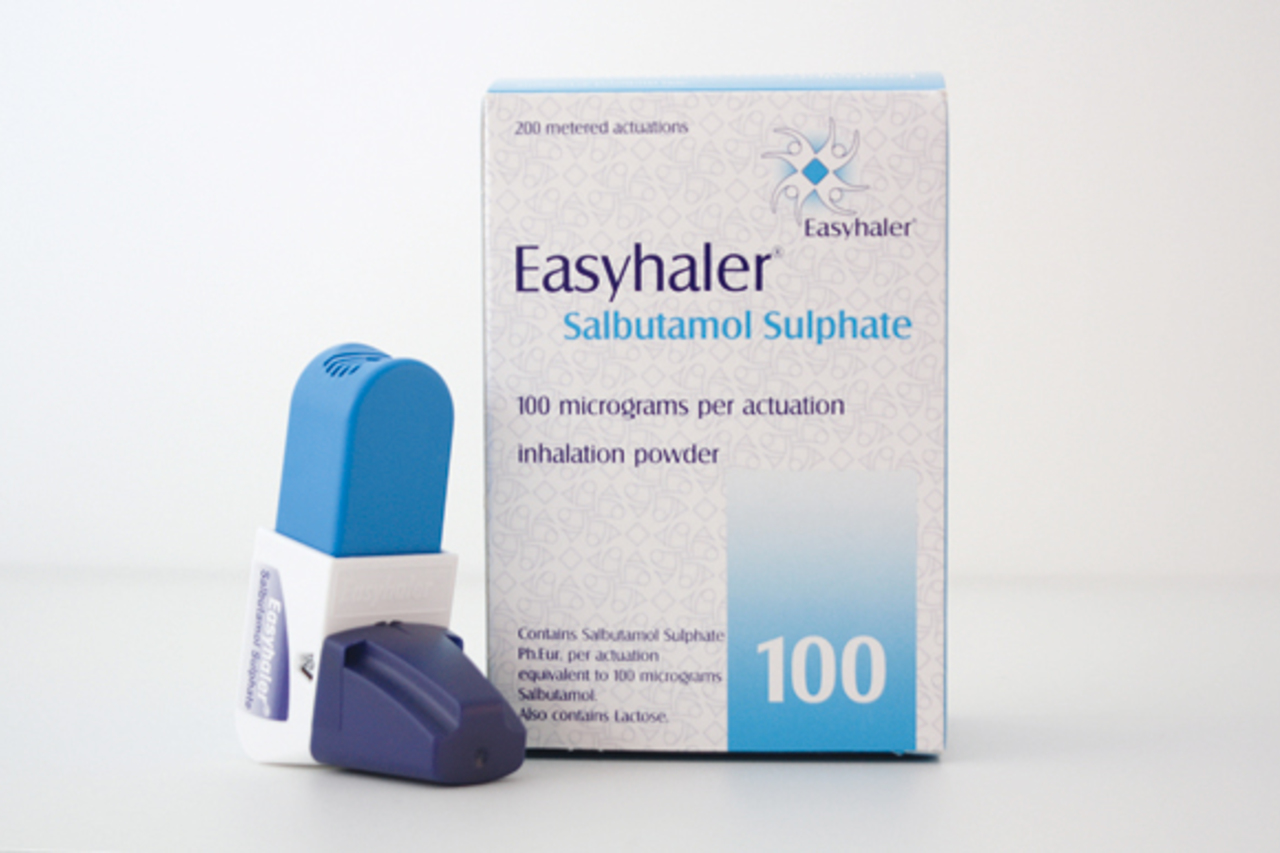 200 metered actuations
Easyhaler®
Easyhaler®
Salbutamol Sulphate
100 micrograms per actuation
inhalation powder
Contains Salbutamol Sulphate
Ph.Eur. per actuation
equivalent to 100 micrograms
Salbutamol.
Also contains Lactose.
100
Easyhaler
Salbutamol Sulphate